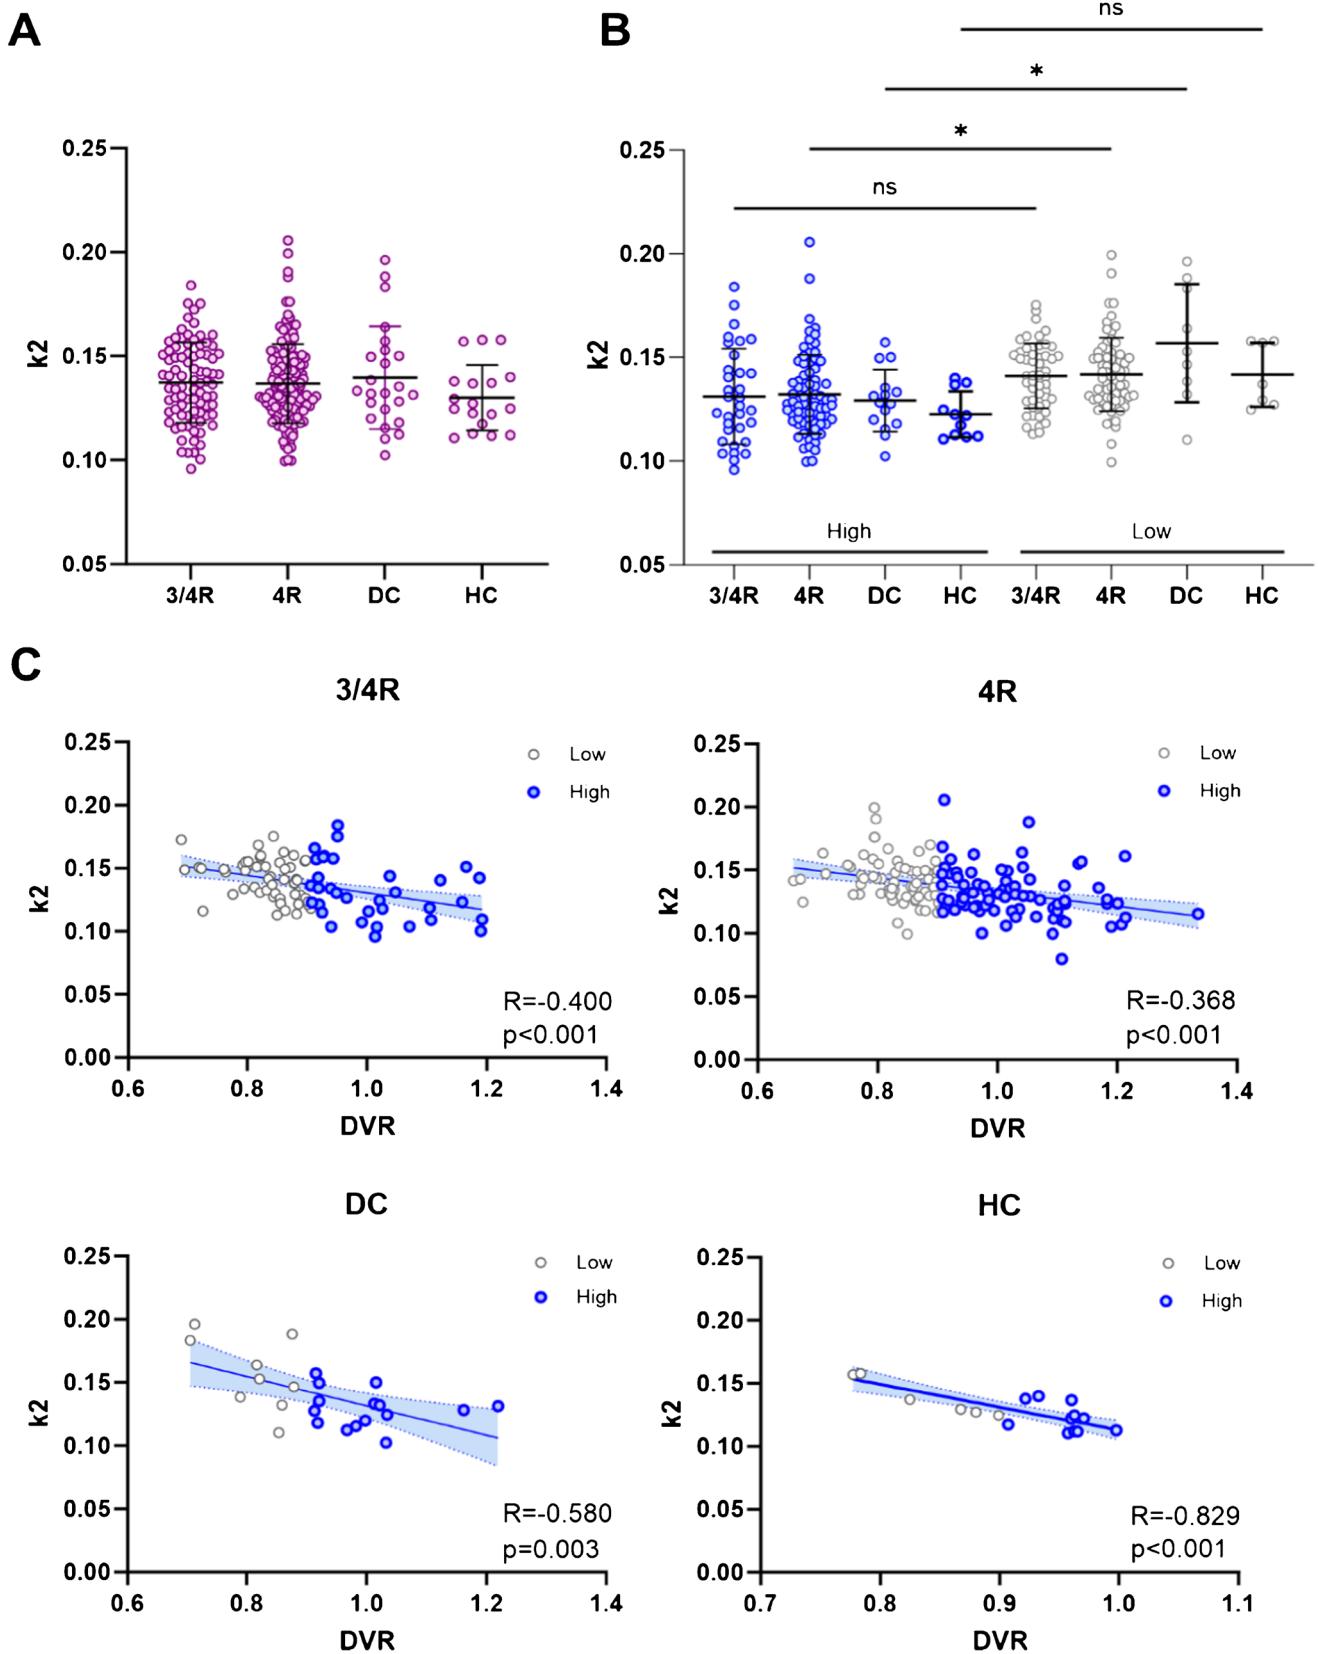 A
B
ns
*
*
ns
0.25
0.20
0.15
0.10
0.05
k2
3/4R 4R DC HC
0.25
0.20
0.15
0.10
0.05
k2
High Low
3/4R 4R DC HC 3/4R 4R DC HC
C
3/4R
0.25
0.20
0.15
0.10
0.05
0.00
k2
Low
High
R=-0.400
p<0.001
0.6 0.8 1.0 1.2 1.4
DVR
4R
0.25
0.20
0.15
0.10
0.05
0.00
k2
Low
High
R=-0.368
p<0.001
0.6 0.8 1.0 1.2 1.4
DVR
DC
0.25
0.20
0.15
0.10
0.05
0.00
k2
Low
High
R=-0.580
p=0.003
0.6 0.8 1.0 1.2 1.4
DVR
HC
0.25
0.20
0.15
0.10
0.05
0.00
k2
Low
High
R=-0.829
p<0.001
0.7 0.8 0.9 1.0 1.1
DVR